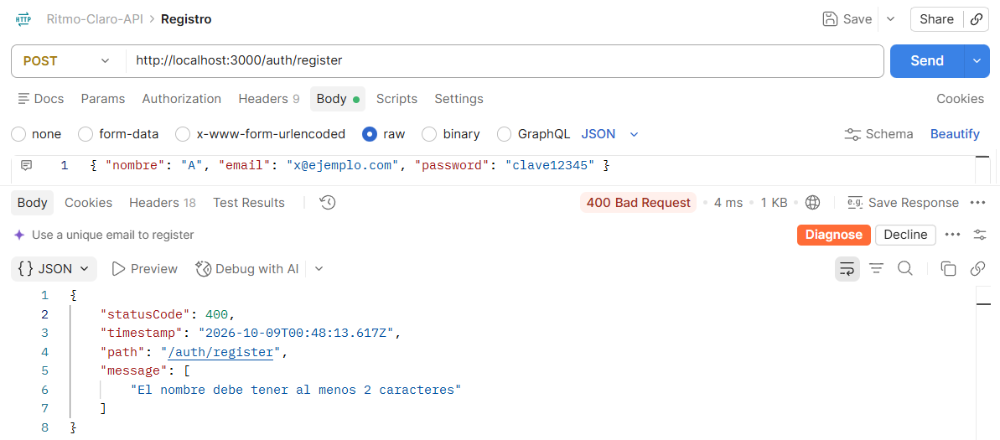 HTTP Ritmo-Claro-API > Registro Save Share
POST http://localhost:3000/auth/register Send
Docs Params Authorization Headers 9 Body Scripts Settings Cookies
none form-data x-www-form-urlencoded raw binary GraphQL JSON Schema Beautify
1 { "nombre": "A", "email": "x@ejemplo.com", "password": "clave12345" }
Body Cookies Headers 18 Test Results 400 Bad Request • 4 ms • 1 KB • e.g. Save Response
Use a unique email to register Diagnose Decline
{} JSON Preview Debug with AI
1 {
2 "statusCode": 400,
3 "timestamp": "2026-10-09T00:48:13.617Z",
4 "path": "/auth/register",
5 "message": [
6 "El nombre debe tener al menos 2 caracteres"
7 ]
8 }